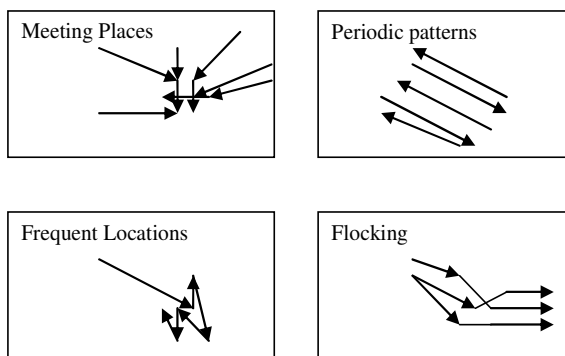 Meeting Places
Periodic patterns
Frequent Locations
Flocking